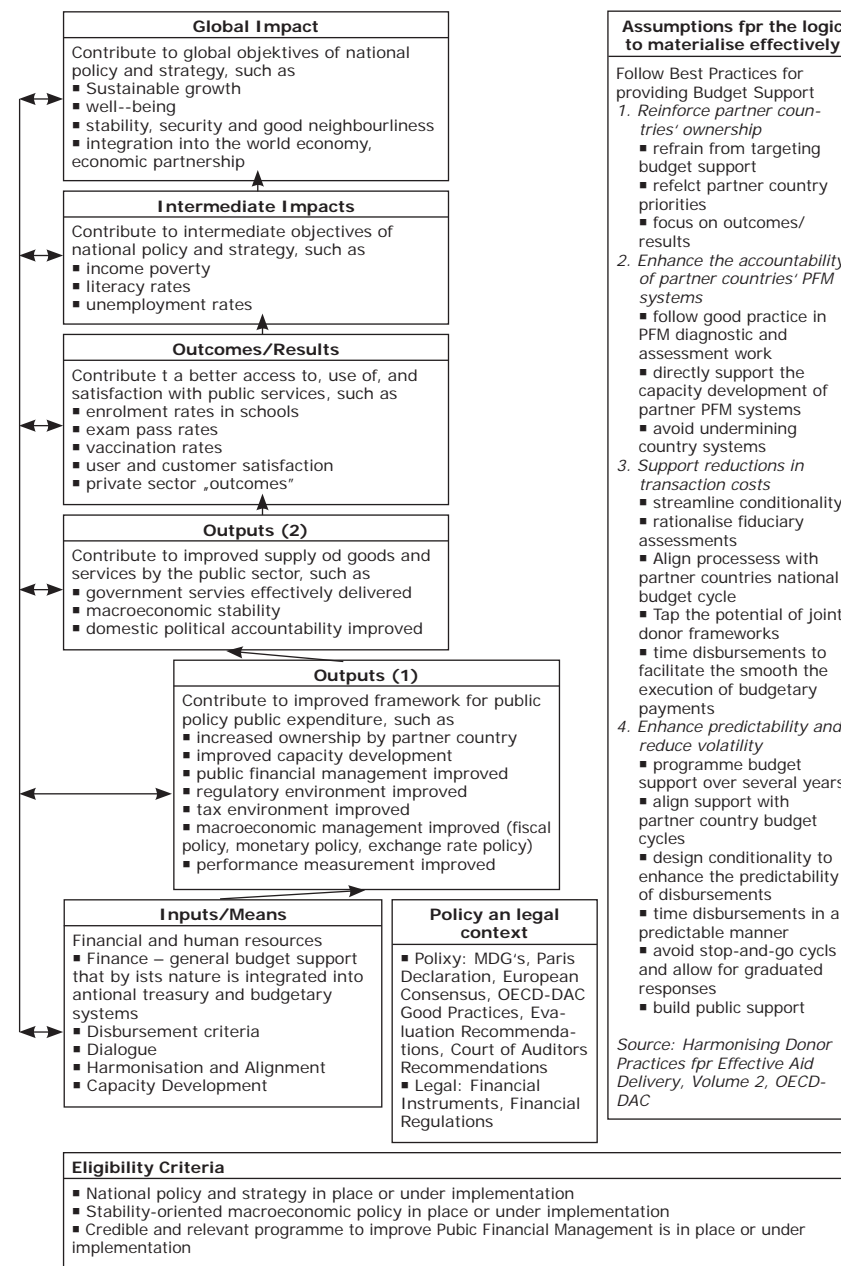 Global Impact
Contribute to global objektives of national
policy and strategy, such as
▪ Sustainable growth
▪ well--being
▪ stability, security and good neighbourliness
▪ integration into the world economy,
economic partnership
Intermediate Impacts
Contribute to intermediate objectives of
national policy and strategy, such as
▪ income poverty
▪ literacy rates
▪ unemployment rates
Outcomes/Results
Contribute t a better access to, use of, and
satisfaction with public services, such as
▪ enrolment rates in schools
▪ exam pass rates
▪ vaccination rates
▪ user and customer satisfaction
▪ private sector „outcomes"
Outputs (2)
Contribute to improved supply od goods and
services by the public sector, such as
▪ government servies effectively delivered
▪ macroeconomic stability
▪ domestic political accountability improved
Outputs (1)
Contribute to improved framework for public
policy public expenditure, such as
▪ increased ownership by partner country
▪ improved capacity development
▪ public financial management improved
▪ regulatory environment improved
▪ tax environment improved
▪ macroeconomic management improved (fiscal
policy, monetary policy, exchange rate policy)
▪ performance measurement improved
Inputs/Means
Financial and human resources
▪ Finance – general budget support
that by ists nature is integrated into
antional treasury and budgetary
systems
▪ Disbursement criteria
▪ Dialogue
▪ Harmonisation and Alignment
▪ Capacity Development
Policy an legal
context
▪ Polixy: MDG's, Paris
Declaration, European
Consensus, OECD-DAC
Good Practices, Eva-
luation Recommenda-
tions, Court of Auditors
Recommendations
▪ Legal: Financial
Instruments, Financial
Regulations
Assumptions fpr the logic
to materialise effectively
Follow Best Practices for
providing Budget Support
1. Reinforce partner coun-
tries' ownership
▪ refrain from targeting
budget support
▪ refelct partner country
priorities
▪ focus on outcomes/
results
2. Enhance the accountability
of partner countries' PFM
systems
▪ follow good practice in
PFM diagnostic and
assessment work
▪ directly support the
capacity development of
partner PFM systems
▪ avoid undermining
country systems
3. Support reductions in
transaction costs
▪ streamline conditionality
▪ rationalise fiduciary
assessments
▪ Align processess with
partner countries national
budget cycle
▪ Tap the potential of joint
donor frameworks
▪ time disbursements to
facilitate the smooth the
execution of budgetary
payments
4. Enhance predictability and
reduce volatility
▪ programme budget
support over several years
▪ align support with
partner country budget
cycles
▪ design conditionality to
enhance the predictability
of disbursements
▪ time disbursements in a
predictable manner
▪ avoid stop-and-go cycls
and allow for graduated
responses
▪ build public support
Source: Harmonising Donor
Practices fpr Effective Aid
Delivery, Volume 2, OECD-
DAC
Eligibility Criteria
▪ National policy and strategy in place or under implementation
▪ Stability-oriented macroeconomic policy in place or under implementation
▪ Credible and relevant programme to improve Pubic Financial Management is in place or under
implementation